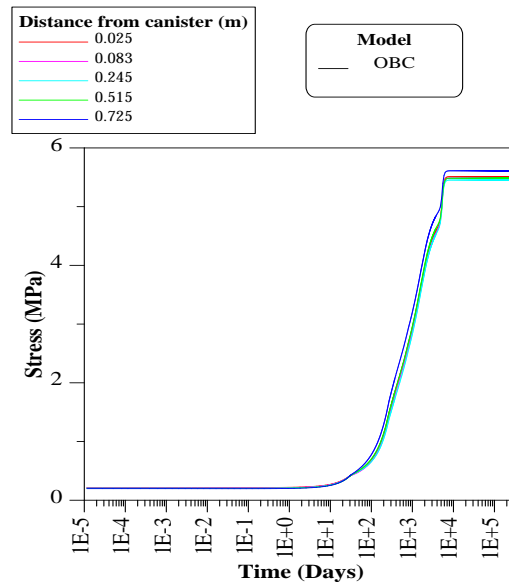 Distance from canister (m)
0.025
0.083
0.245
0.515
0.725
Model
OBC
6
4
2
0
Stress (MPa)
1E-5
1E-4
1E-3
1E-2
1E-1
1E+0
1E+1
1E+2
1E+3
1E+4
1E+5
Time (Days)